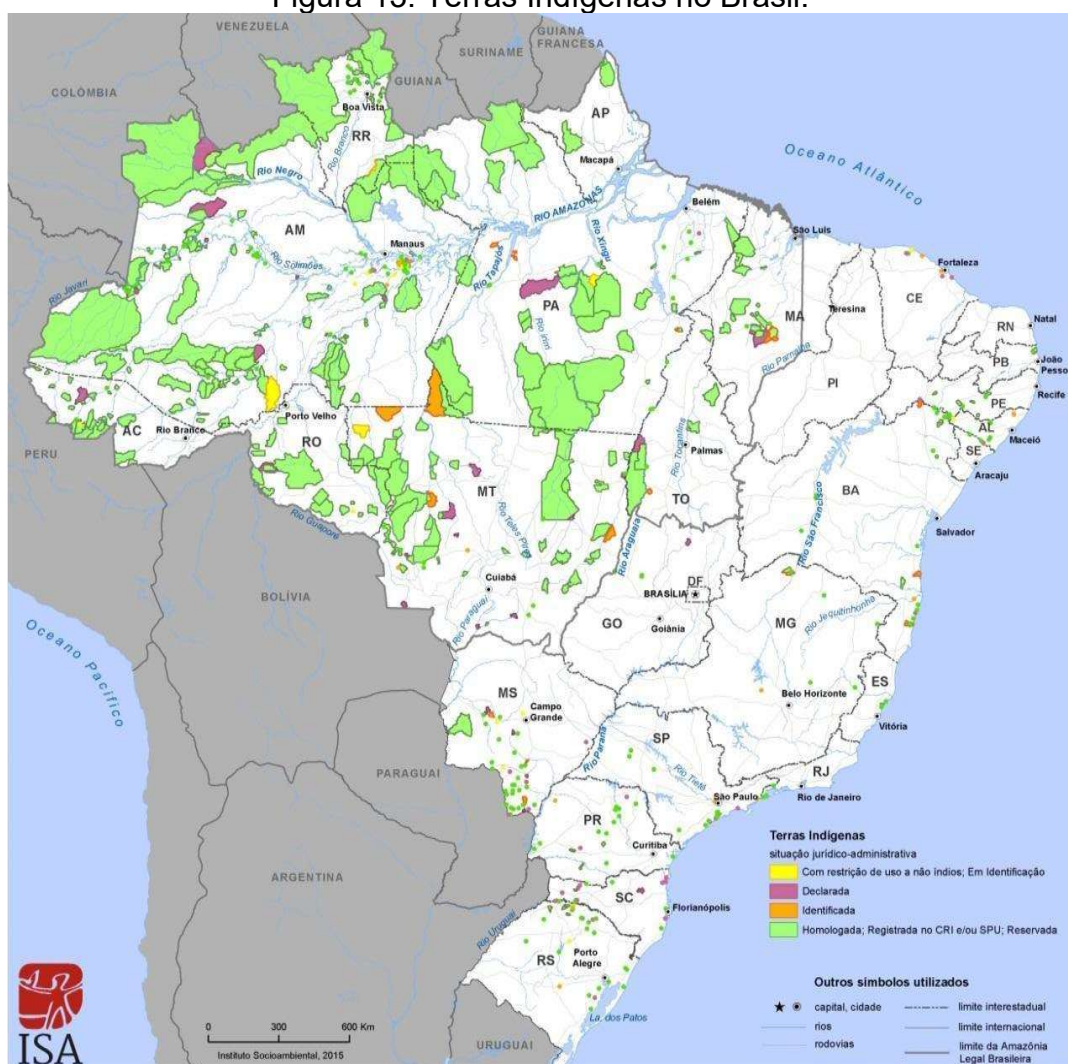 Figura 15. Terras Indígenas no Brasil.
VENEZUELA
SURINAME
GUIANA
FRANCESA
GUIANA
COLÔMBIA
Boa Vista
RR
AP
Rio Branco
Macapá
Oceano Atlântico
Rio Negro
RIO AMAZONAS
Belém
AM
Manaus
Rio Xingu
São Luís
Rio Solimões
Rio Tapajós
Fortaleza
Rio Javari
PA
MA
Teresina
CE
RN
Natal
Rio Iriri
Rio Parnaíba
PB
João
Pesso
PI
Recife
Porto Velho
PE
AC
Rio Branco
RO
AL
Maceió
PERU
Rio Tocantins
Palmas
SE
Aracaju
MT
TO
BA
Rio Guaporé
Rio Teles Pires
Rio Araguaia
Rio São Francisco
Salvador
Cuiabá
BOLÍVIA
DF
BRASÍLIA
Rio Paraguai
GO
Goiânia
MG
Rio Jequitinhonha
Oceano Pacífico
MS
ES
Campo
Grande
Belo Horizonte
Vitória
Rio Paraná
SP
PARAGUAI
RJ
Rio Tietê
São Paulo
Rio de Janeiro
PR
Curitiba
ARGENTINA
SC
Florianópolis
Rio Uruguai
RS
Porto
Alegre
La. dos Patos
URUGUAI
Terras Indígenas
situação jurídico-administrativa
Com restrição de uso a não índios; Em Identificação
Declarada
Identificada
Homologada; Registrada no CRI e/ou SPU; Reservada
Outros símbolos utilizados
capital, cidade
limite interestadual
rios
limite internacional
rodovias
limite da Amazônia
Legal Brasileira
0 300 600 Km
Instituto Socioambiental, 2015
ISA